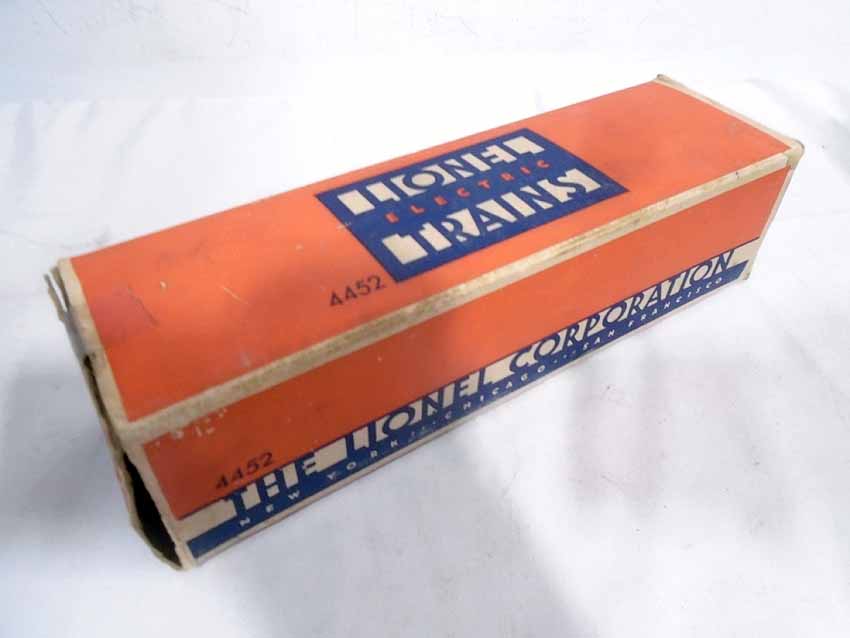 LIONEL
ELECTRIC
TRAINS
4452
4452
THE LIONEL CORPORATION
NEW YORK···CHICAGO···SAN FRANCISCO